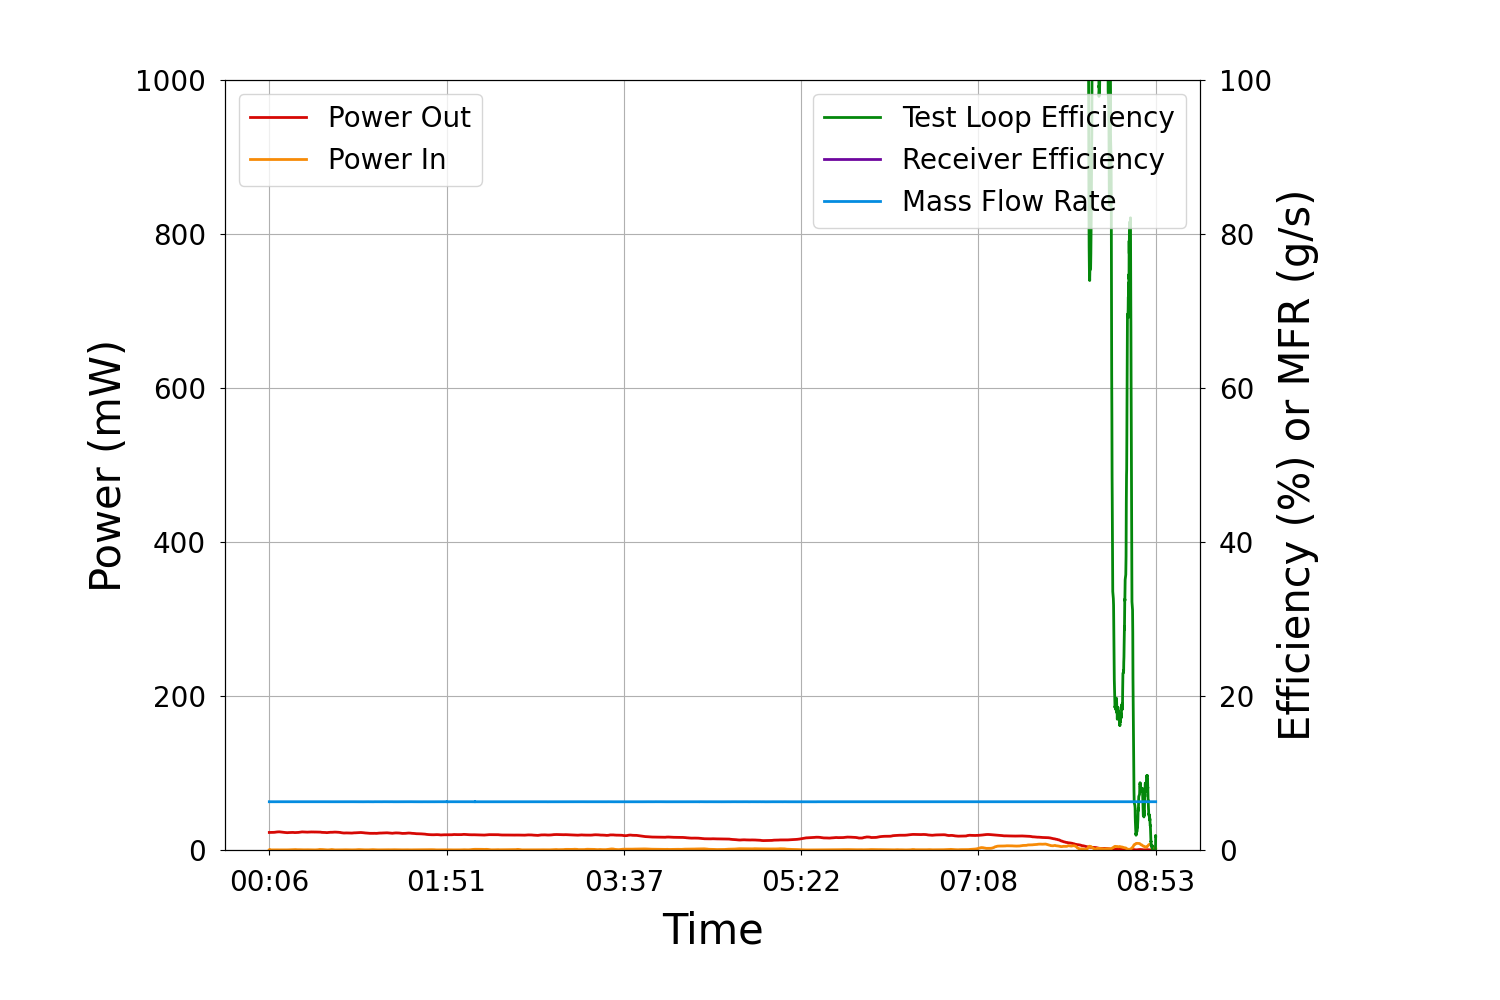 1000
800
600
400
200
0
Power (mW)
Power Out
Power In
Test Loop Efficiency
Receiver Efficiency
Mass Flow Rate
100
80
60
40
20
0
Efficiency (%) or MFR (g/s)
00:06 01:51 03:37 05:22 07:08 08:53
Time